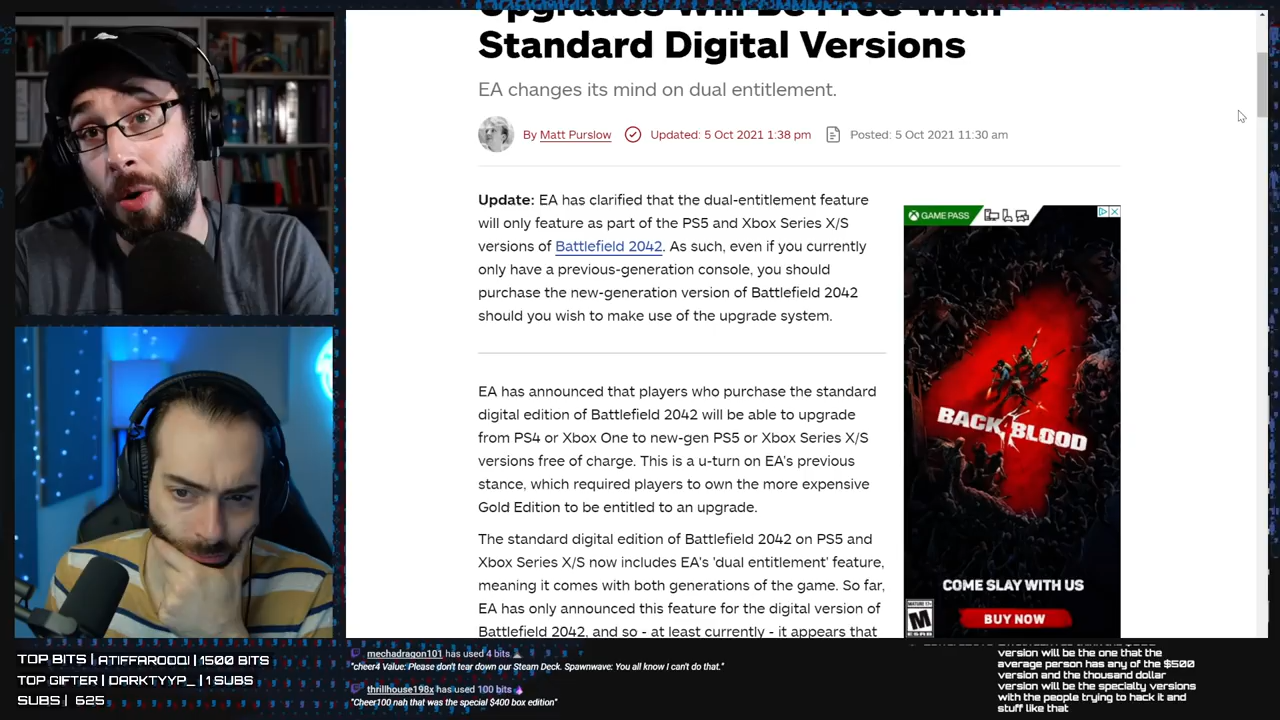 Upgrades Will Be Free With
Standard Digital Versions
EA changes its mind on dual entitlement.
By Matt Purslow
Updated: 5 Oct 2021 1:38 pm
Posted: 5 Oct 2021 11:30 am
Update: EA has clarified that the dual-entitlement feature
will only feature as part of the PS5 and Xbox Series X/S
versions of Battlefield 2042. As such, even if you currently
only have a previous-generation console, you should
purchase the new-generation version of Battlefield 2042
should you wish to make use of the upgrade system.
EA has announced that players who purchase the standard
digital edition of Battlefield 2042 will be able to upgrade
from PS4 or Xbox One to new-gen PS5 or Xbox Series X/S
versions free of charge. This is a u-turn on EA's previous
stance, which required players to own the more expensive
Gold Edition to be entitled to an upgrade.
The standard digital edition of Battlefield 2042 on PS5 and
Xbox Series X/S now includes EA's 'dual entitlement' feature,
meaning it comes with both generations of the game. So far,
EA has only announced this feature for the digital version of
Battlefield 2042, and so - at least currently - it appears that
GAME PASS
BACK 4 BLOOD
COME SLAY WITH US
MATURE 17+
M
ESRB
BUY NOW
TOP BITS | ATIFFAROOQI | 1500 BITS
TOP GIFTER | DARKTYYP_ | 1 SUBS
SUBS | 625
mechadragon101 has used 4 bits
"cheer4 Value: Please don't tear down our Steam Deck. Spawnwave: You all know I can't do that."
thrillhouse198x has used 100 bits
"Cheer100 nah that was the special $400 box edition"
version will be the one that the
average person has any of the $500
version and the thousand dollar
version will be the specialty versions
with the people trying to hack it and
stuff like that